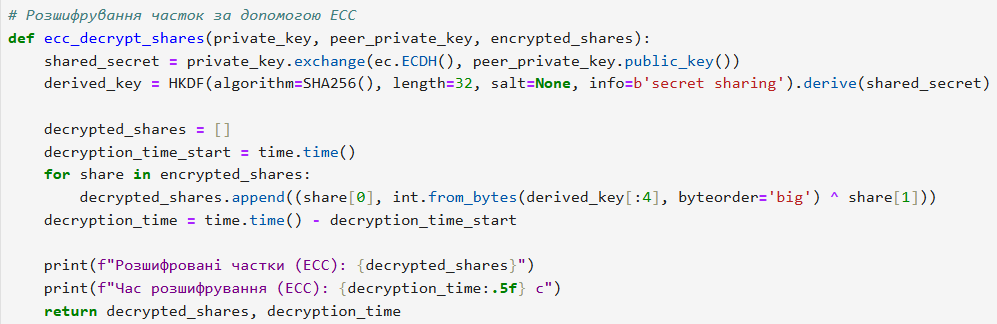 # Розшифрування часток за допомогою ECC
def ecc_decrypt_shares(private_key, peer_private_key, encrypted_shares):
    shared_secret = private_key.exchange(ec.ECDH(), peer_private_key.public_key())
    derived_key = HKDF(algorithm=SHA256(), length=32, salt=None, info=b'secret sharing').derive(shared_secret)

    decrypted_shares = []
    decryption_time_start = time.time()
    for share in encrypted_shares:
        decrypted_shares.append((share[0], int.from_bytes(derived_key[:4], byteorder='big') ^ share[1]))
    decryption_time = time.time() - decryption_time_start

    print(f"Розшифровані частки (ECC): {decrypted_shares}")
    print(f"Час розшифрування (ECC): {decryption_time:.5f} с")
    return decrypted_shares, decryption_time